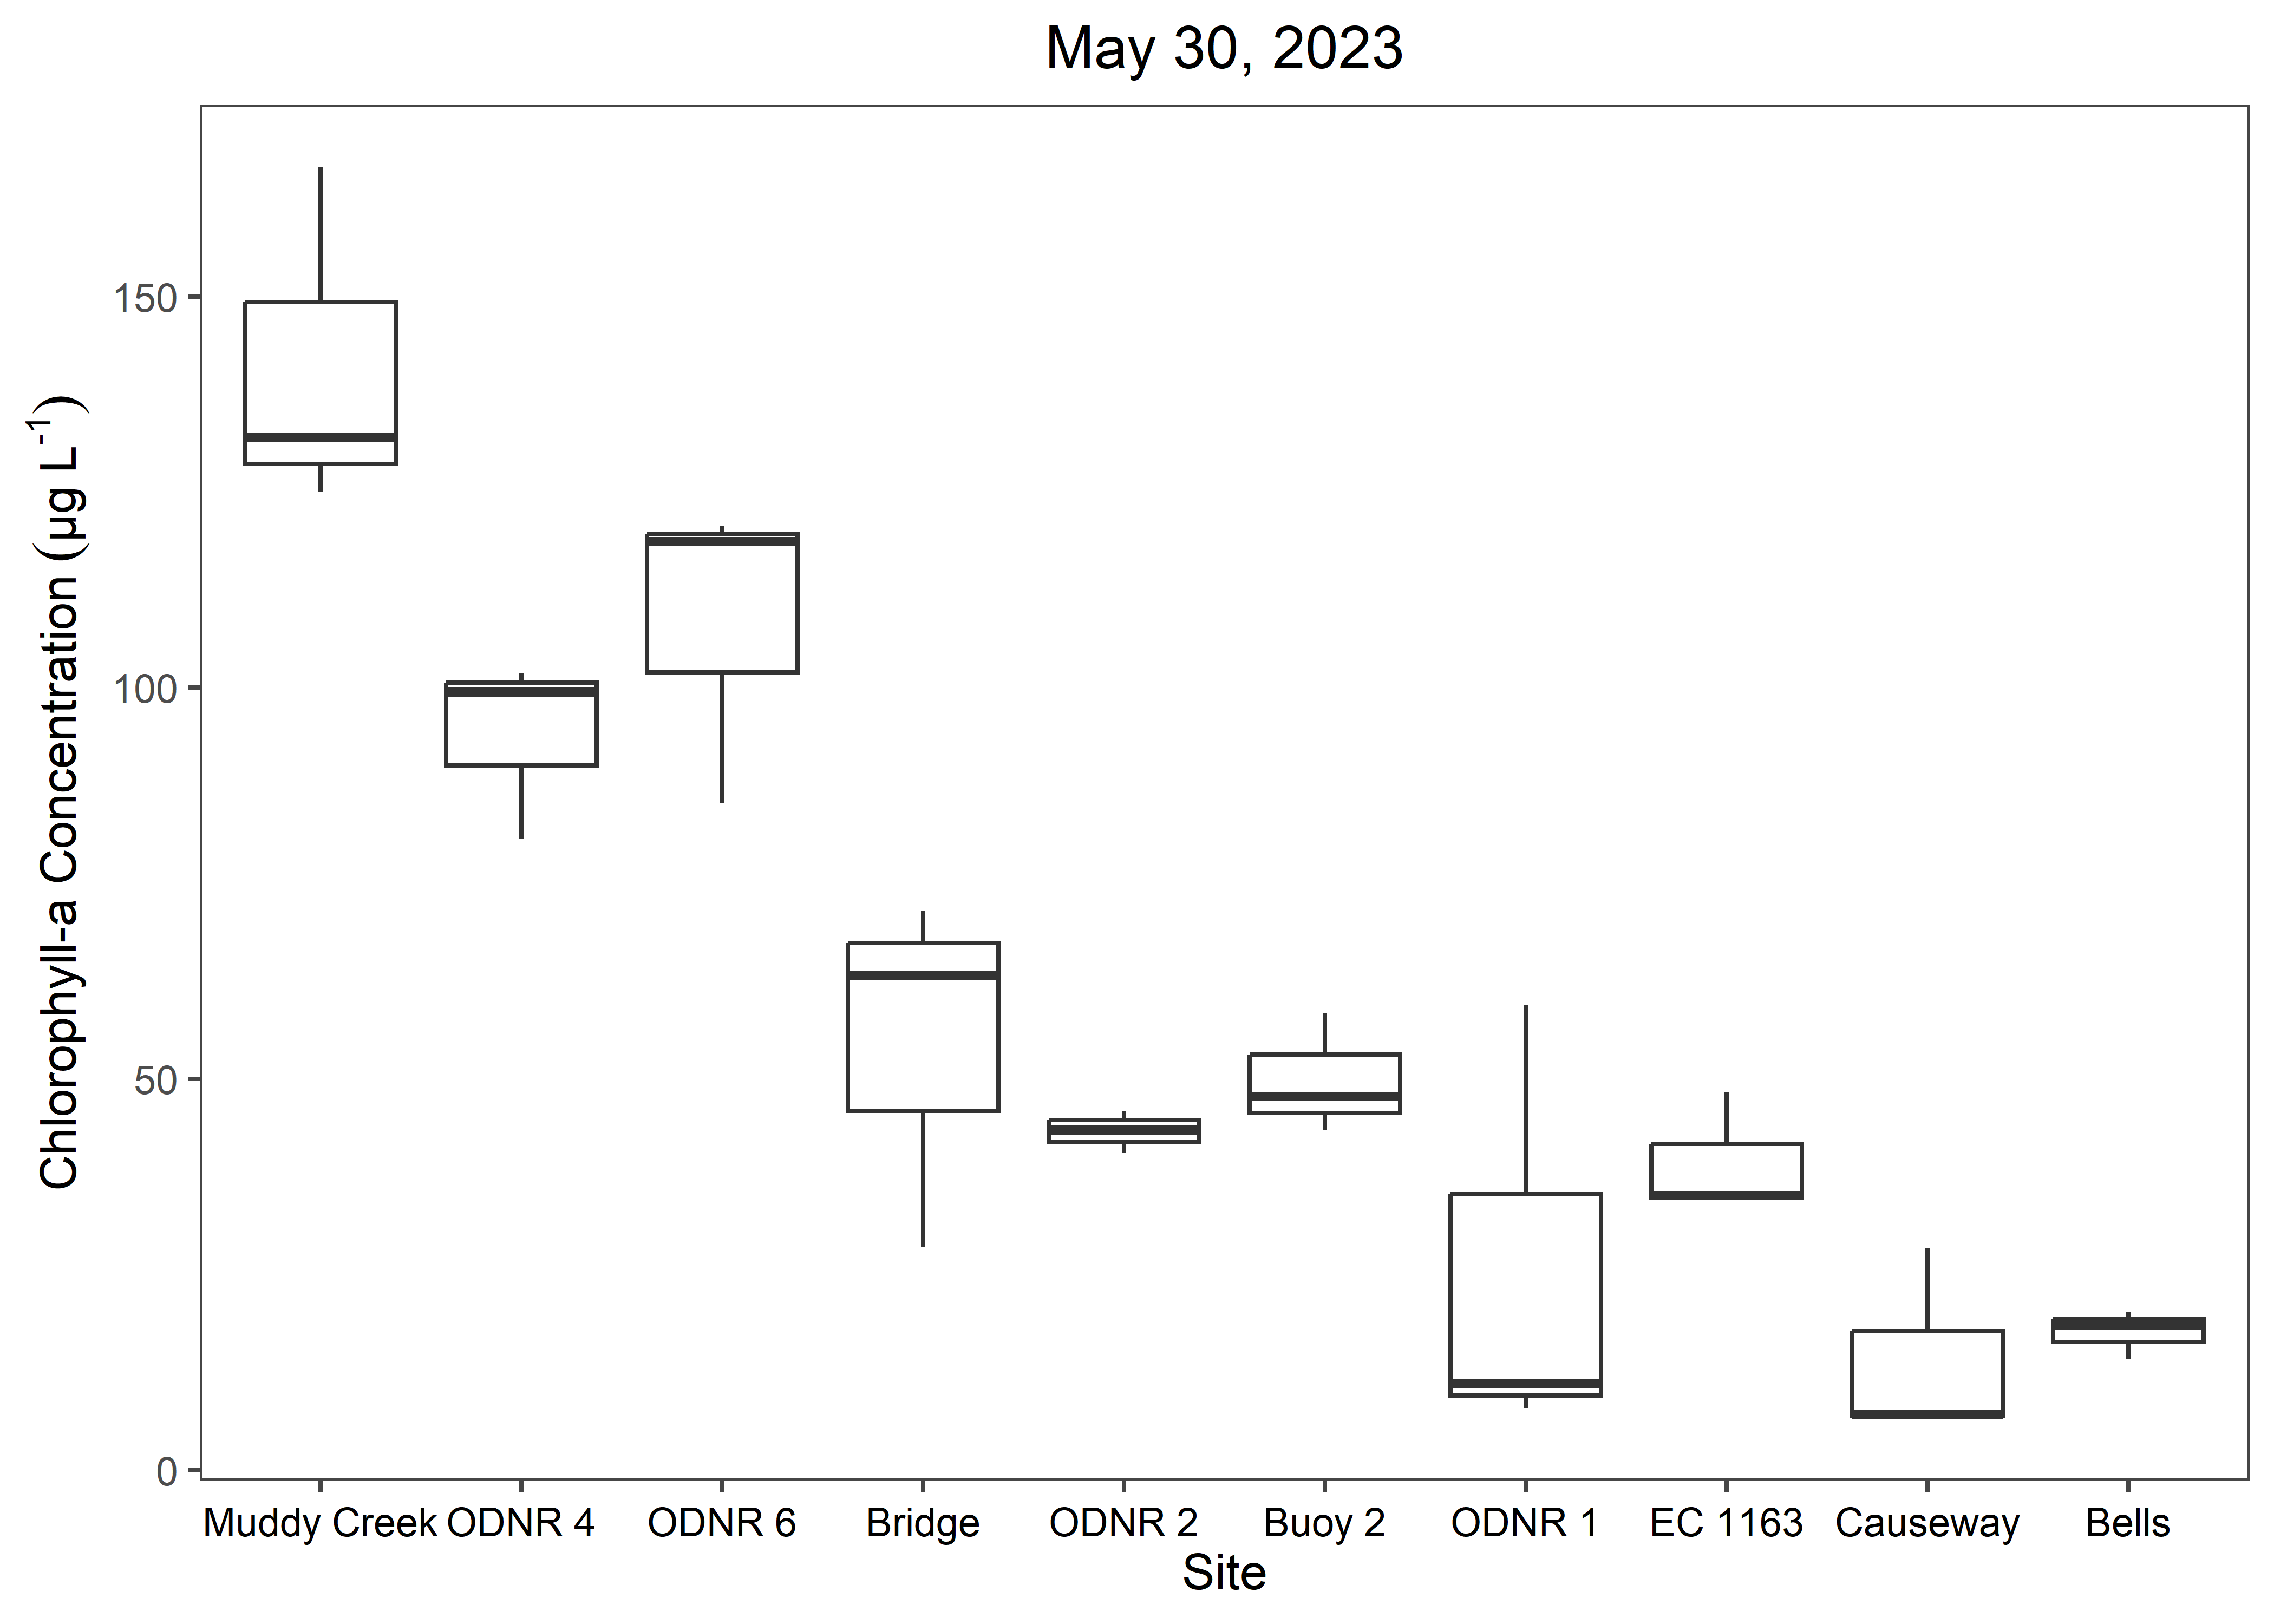 May 30, 2023
Chlorophyll-a Concentration (µg L⁻¹)
150
100
50
0
Muddy Creek ODNR 4 ODNR 6 Bridge ODNR 2 Buoy 2 ODNR 1 EC 1163 Causeway Bells
Site